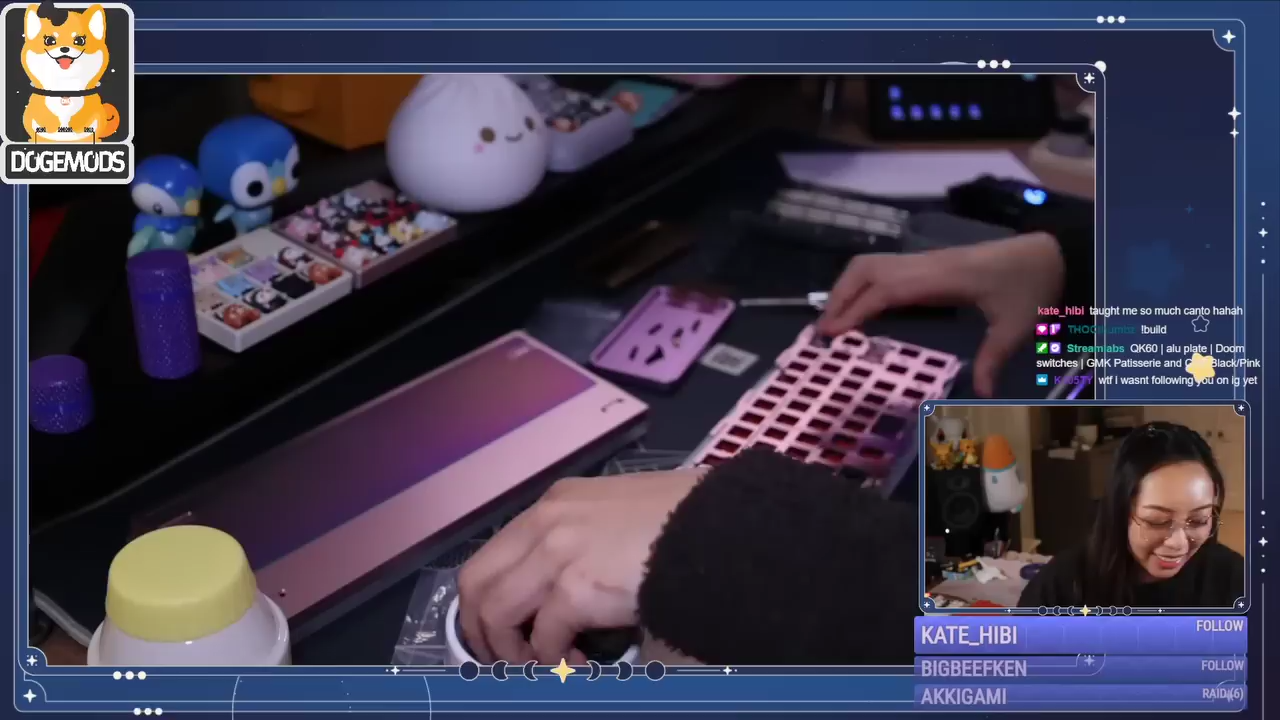 DOGEMODS
kate_hibi taught me so much canto hahah
!build
Streamlabs QK60 | alu plate | Doom
switches | GMK Patisserie and Black/Pink
wtf I wasnt following you on ig yet
KATE_HIBI FOLLOW
BIGBEEFKEN FOLLOW
AKKIGAMI RAID (6)